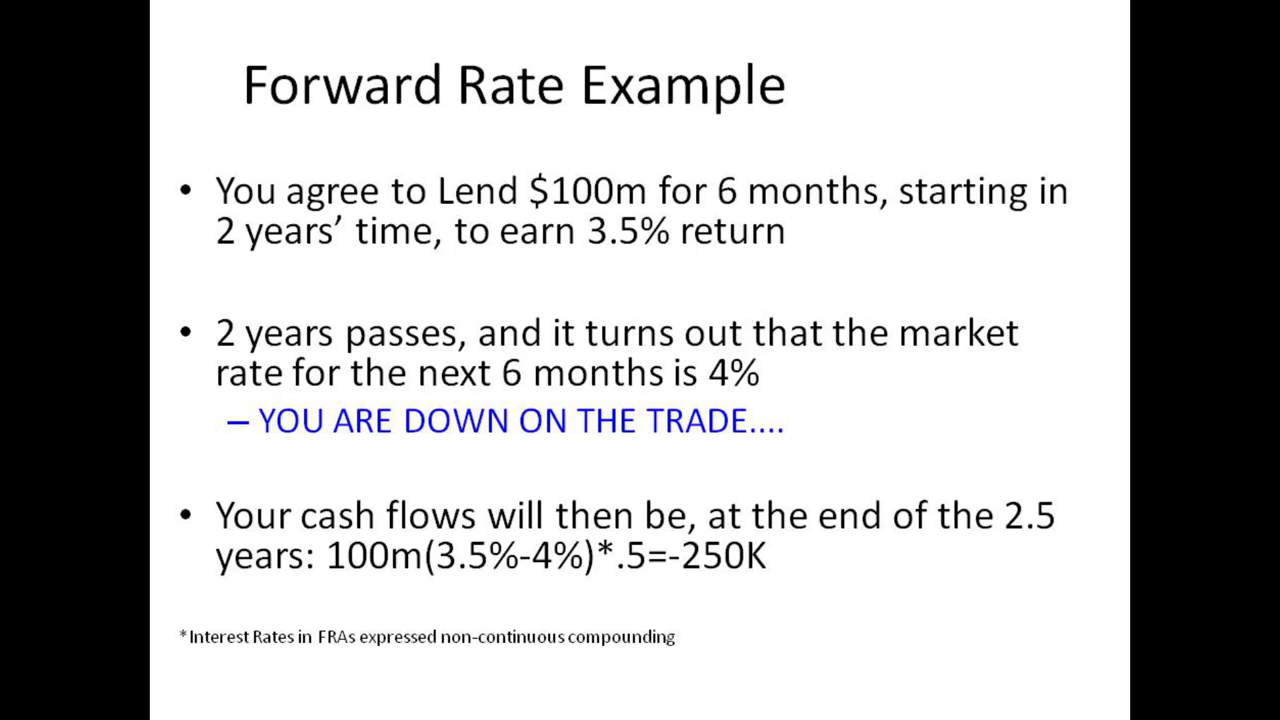 Forward Rate Example
• You agree to Lend $100m for 6 months, starting in
2 years’ time, to earn 3.5% return
• 2 years passes, and it turns out that the market
rate for the next 6 months is 4%
– YOU ARE DOWN ON THE TRADE....
• Your cash flows will then be, at the end of the 2.5
years: 100m(3.5%-4%)*.5=-250K
*Interest Rates in FRAs expressed non-continuous compounding